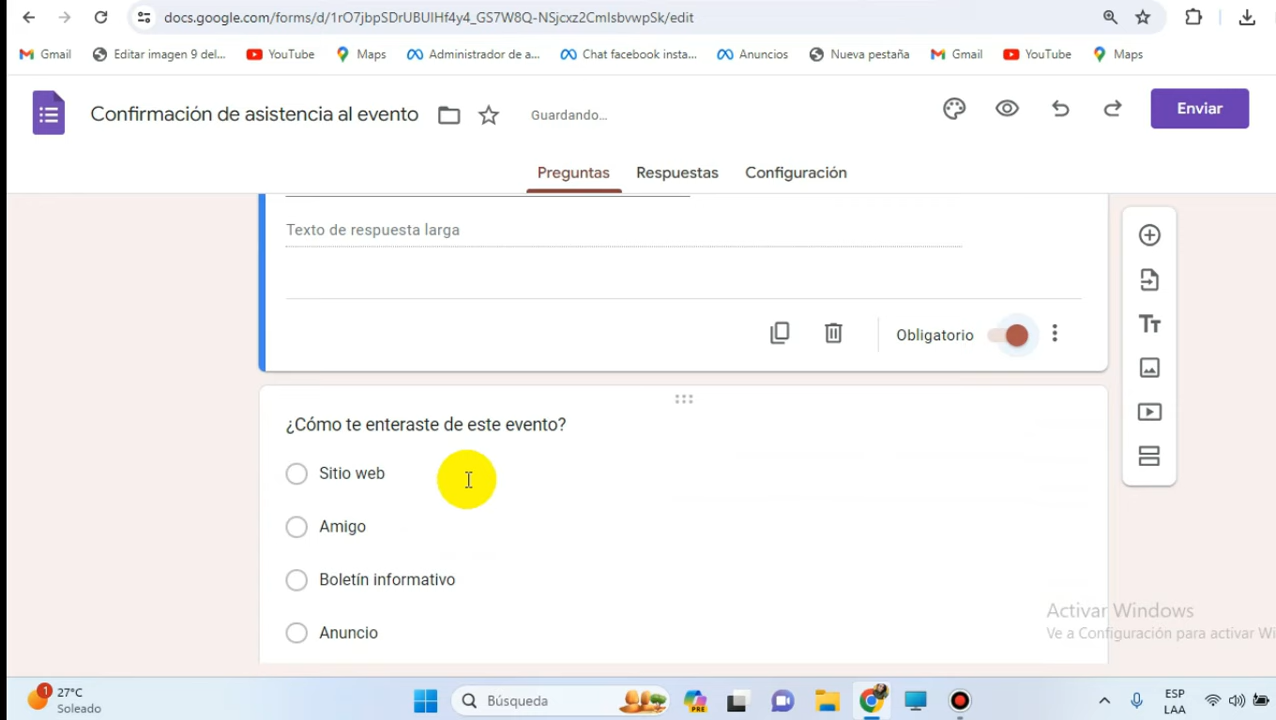 docs.google.com/forms/d/1rO7jbpSDrUBUIHf4y4_GS7W8Q-NSjcxz2CmIsbvwpSk/edit
Gmail Editar imagen 9 del... YouTube Maps Administrador de a... Chat facebook insta... Anuncios Nueva pestaña Gmail YouTube Maps
Confirmación de asistencia al evento Guardando... Enviar
Preguntas Respuestas Configuración
Texto de respuesta larga
Obligatorio
¿Cómo te enteraste de este evento?
Sitio web
Amigo
Boletín informativo
Anuncio
Activar Windows
Ve a Configuración para activar Wi
1 27°C
Soleado
Búsqueda
PRE
ESP
LAA